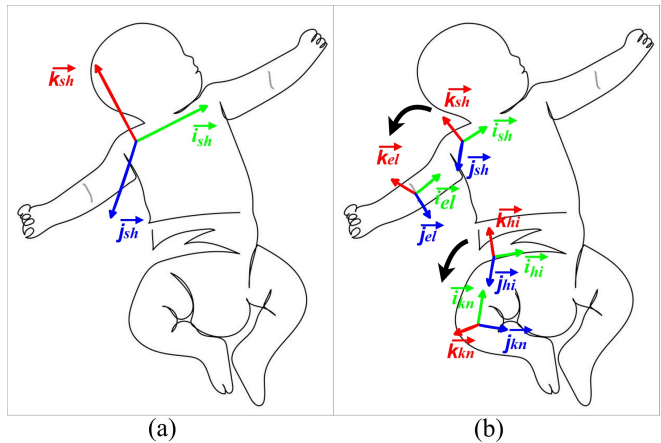 k_sh
i_sh
j_sh
k_sh
i_sh
k_el
j_sh
i_el
j_el
k_hi
i_hi
j_hi
i_kn
j_kn
k_kn
(a)
(b)